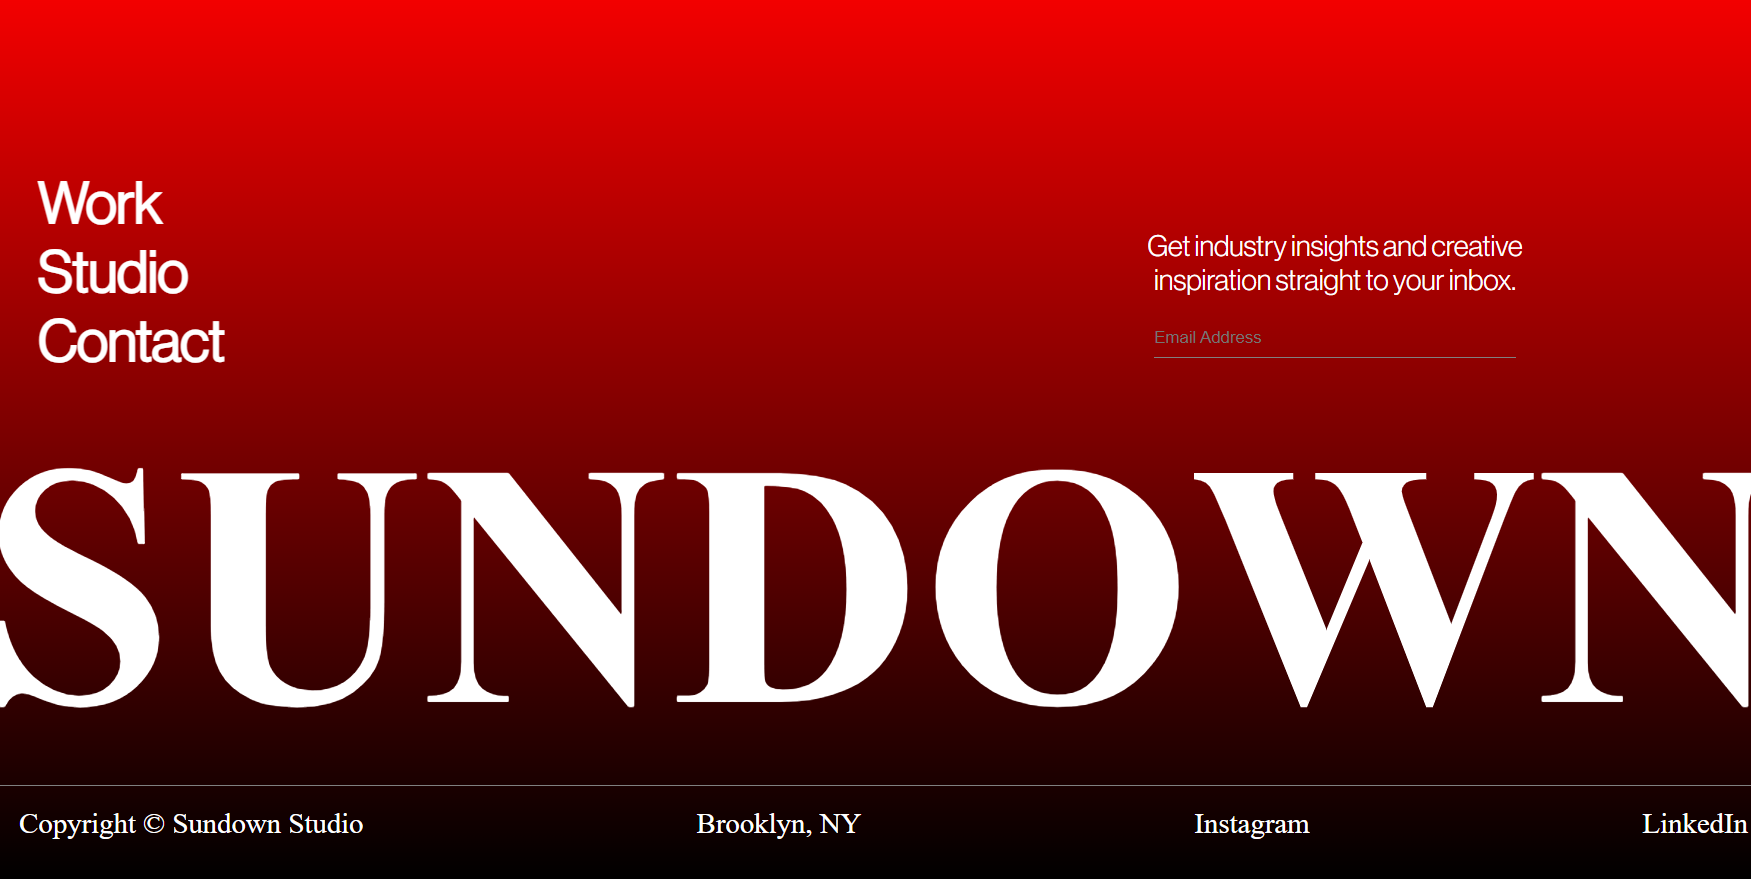 Work
Studio
Contact
Get industry insights and creative
inspiration straight to your inbox.
Email Address
SUNDOWN
Copyright © Sundown Studio
Brooklyn, NY
Instagram
LinkedIn